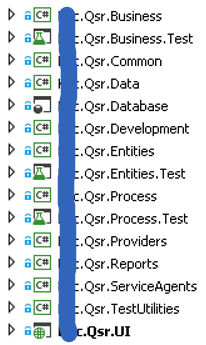 C# c.Qsr.Business
c.Qsr.Business.Test
C# c.Qsr.Common
C# c.Qsr.Data
c.Qsr.Database
C# c.Qsr.Development
C# c.Qsr.Entities
c.Qsr.Entities.Test
C# c.Qsr.Process
c.Qsr.Process.Test
C# c.Qsr.Providers
C# c.Qsr.Reports
C# c.Qsr.ServiceAgents
C# c.Qsr.TestUtilities
c.Qsr.UI